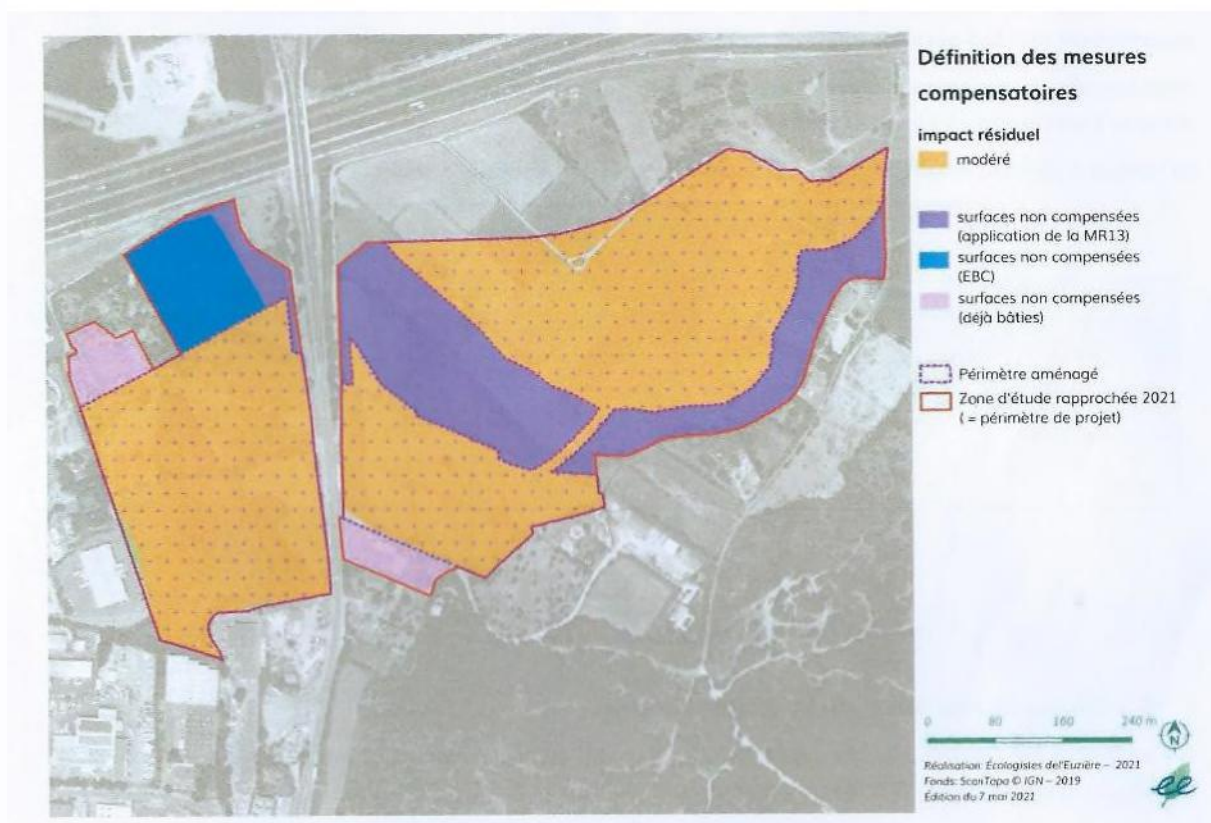 Définition des mesures
compensatoires
impact résiduel
modéré
surfaces non compensées
(application de la MR13)
surfaces non compensées
(EBC)
surfaces non compensées
(déjà bâties)
Périmètre aménagé
Zone d'étude rapprochée 2021
( = périmètre de projet)
0 80 160 240 m
N
Réalisation: Écologistes del'Euzière – 2021
Fonds: ScanTopo © IGN – 2019
Édition du 7 mai 2021
ee